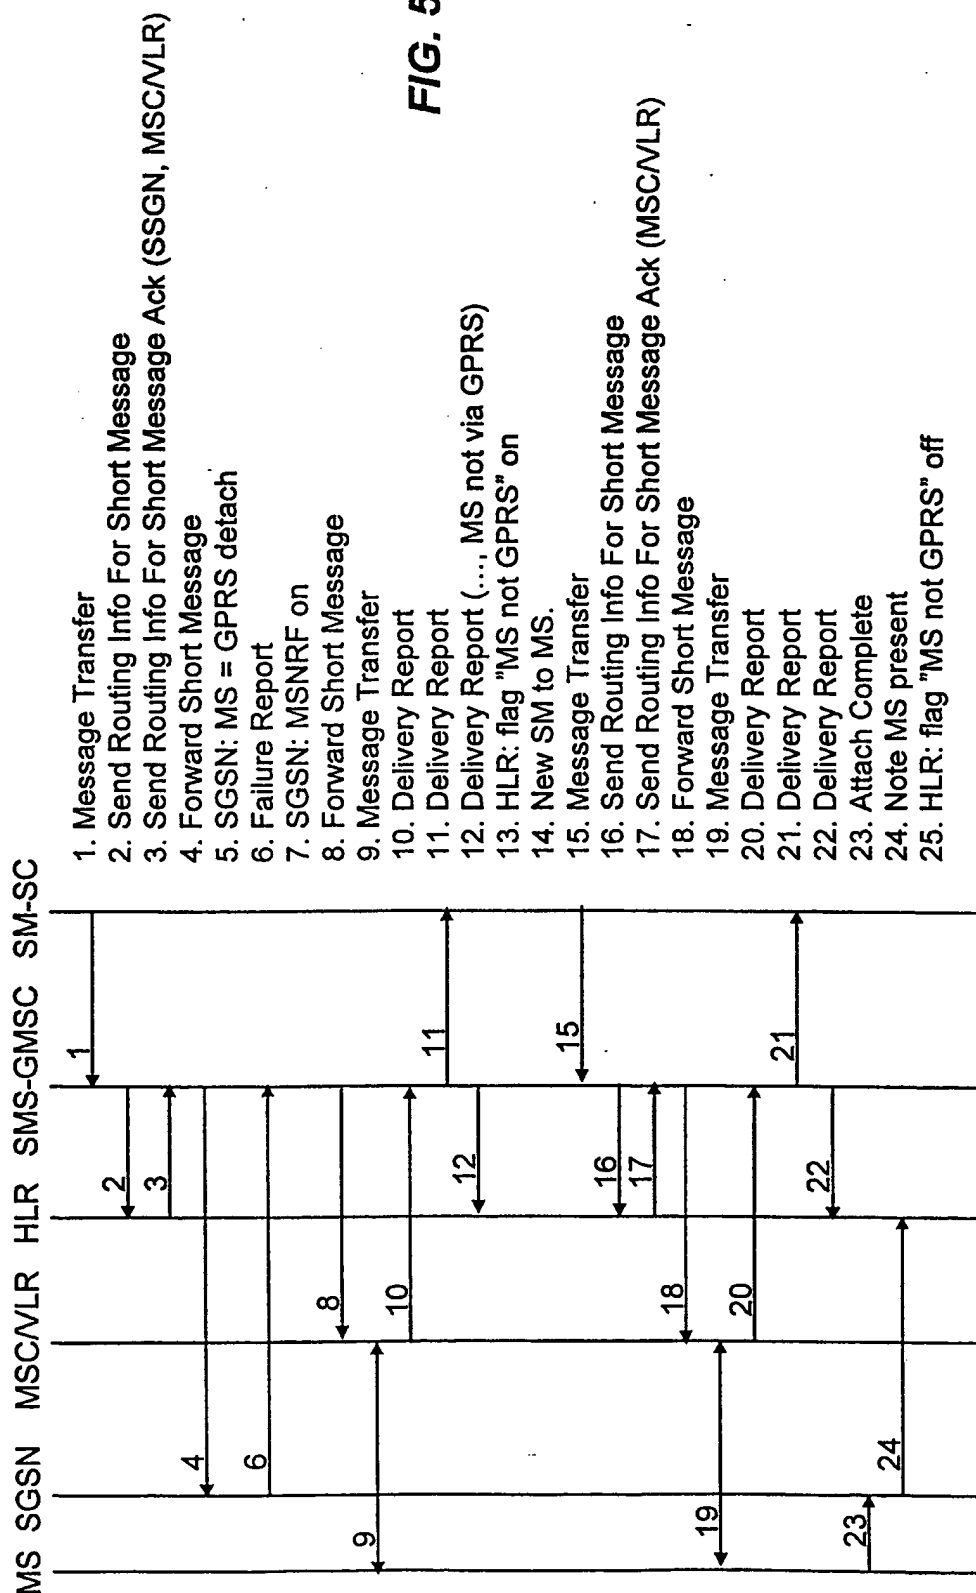 MS SGSN MSC/VLR HLR SMS-GMSC SM-SC
1
2
3
4
6
8
9
10
11
12
15
16
17
18
19
20
21
22
23
24
1. Message Transfer
2. Send Routing Info For Short Message
3. Send Routing Info For Short Message Ack (SSGN, MSC/VLR)
4. Forward Short Message
5. SGSN: MS = GPRS detach
6. Failure Report
7. SGSN: MSNRF on
8. Forward Short Message
9. Message Transfer
10. Delivery Report
11. Delivery Report
12. Delivery Report (..., MS not via GPRS)
13. HLR: flag "MS not GPRS" on
14. New SM to MS.
15. Message Transfer
16. Send Routing Info For Short Message
17. Send Routing Info For Short Message Ack (MSC/VLR)
18. Forward Short Message
19. Message Transfer
20. Delivery Report
21. Delivery Report
22. Delivery Report
23. Attach Complete
24. Note MS present
25. HLR: flag "MS not GPRS" off
FIG. 5